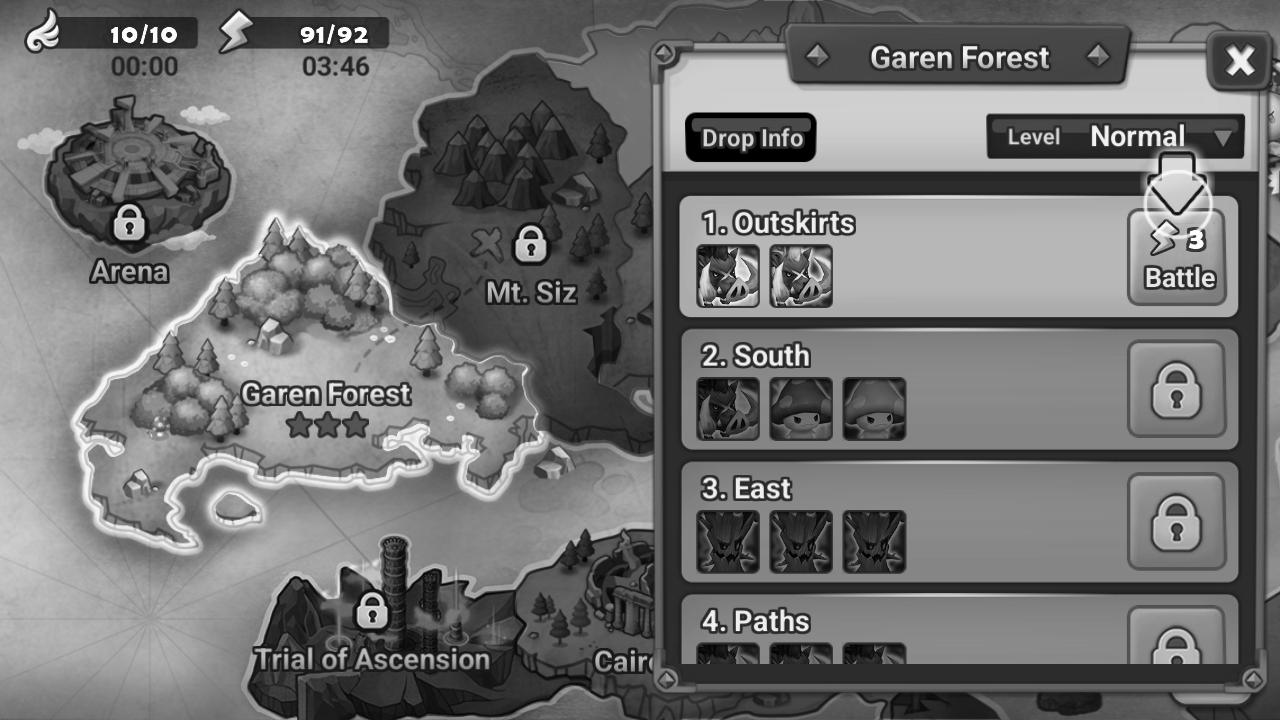 10/10
00:00
91/92
03:46
Arena
Mt. Siz
Garen Forest
Trial of Ascension
Garen Forest
Drop Info
Level Normal
1. Outskirts
3
Battle
2. South
3. East
4. Paths